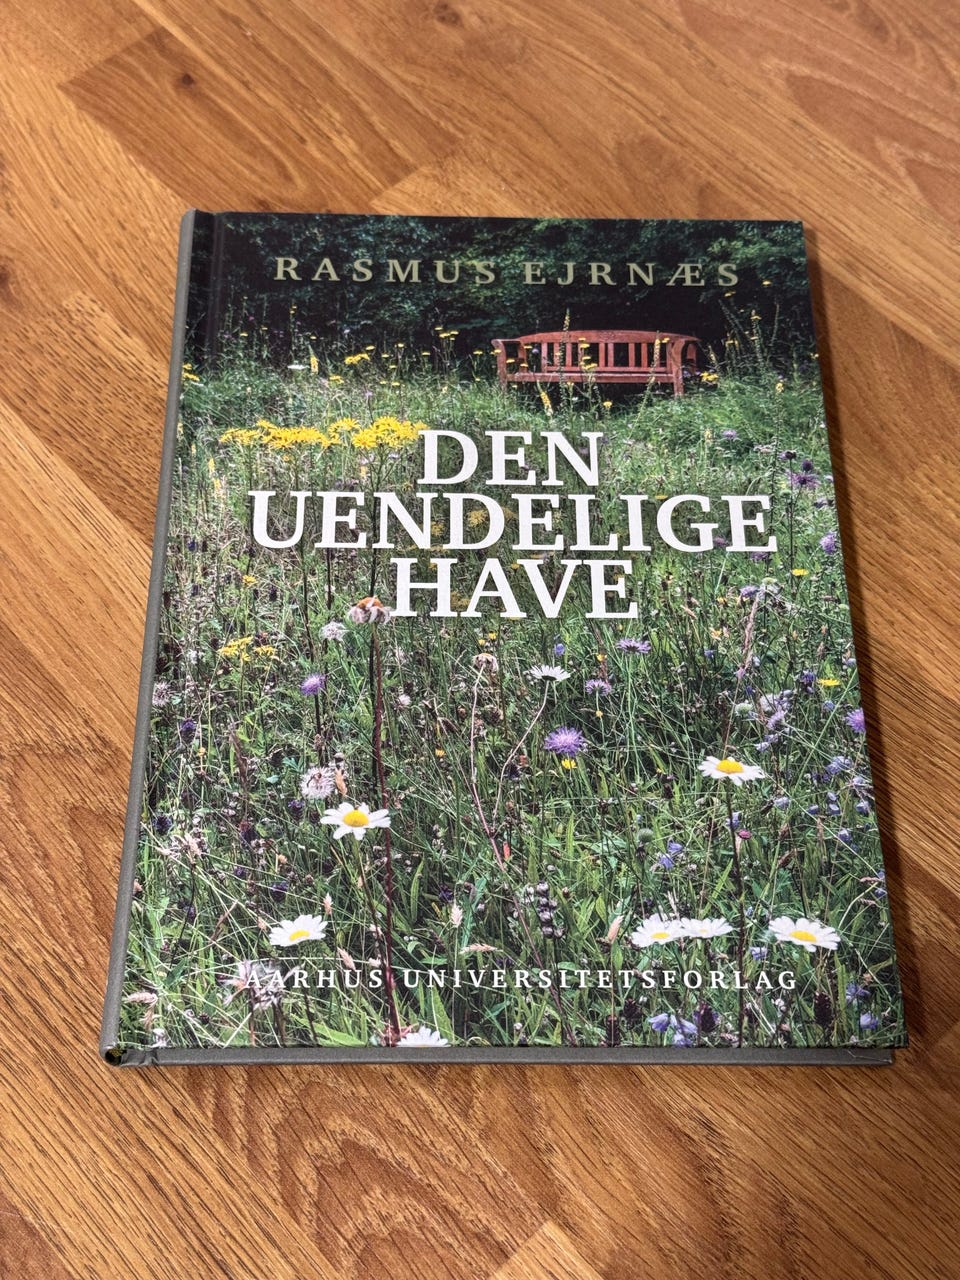 RASMUS EJRNÆS
DEN
UENDELIGE
HAVE
AARHUS UNIVERSITETSFORLAG